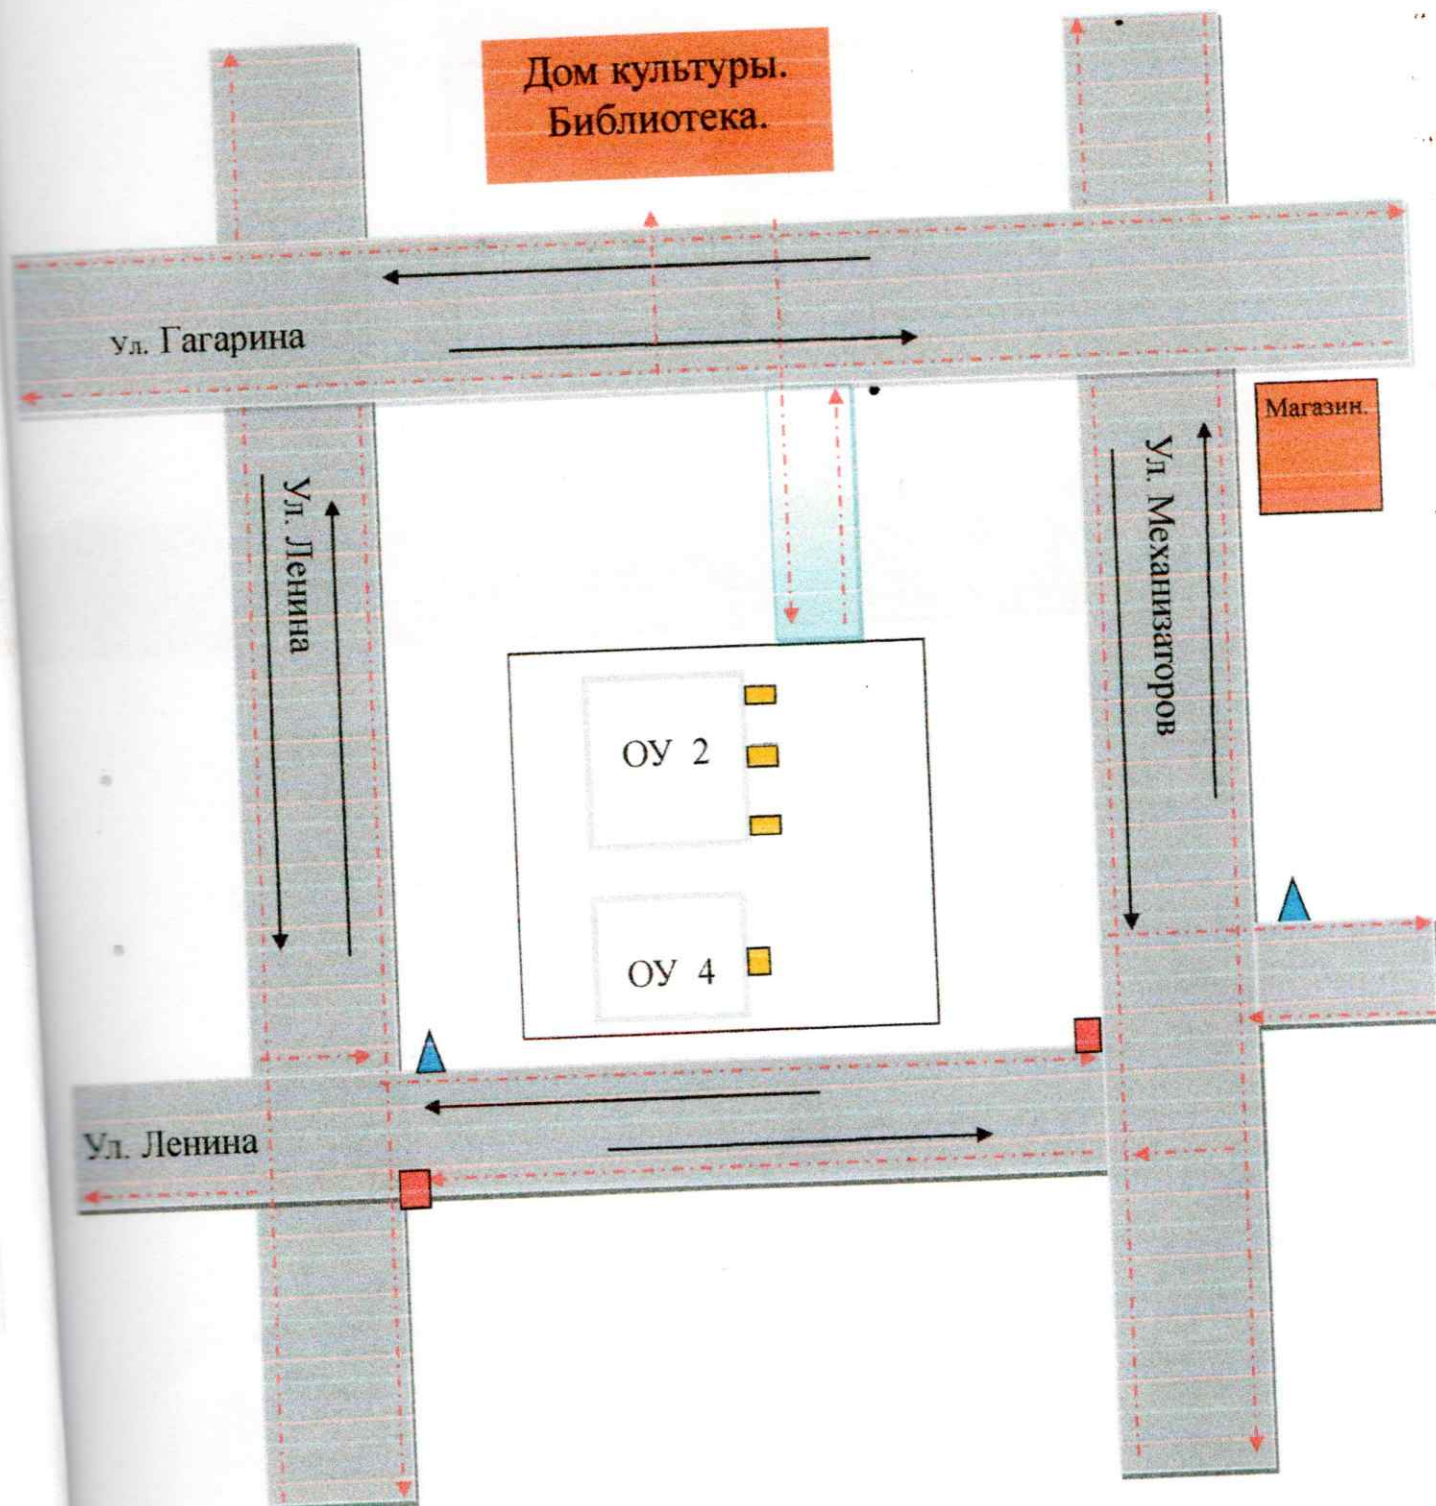 Дом культуры.
Библиотека.
Ул. Гагарина
Магазин.
Ул. Ленина
Ул. Механизаторов
ОУ 2
ОУ 4
Ул. Ленина